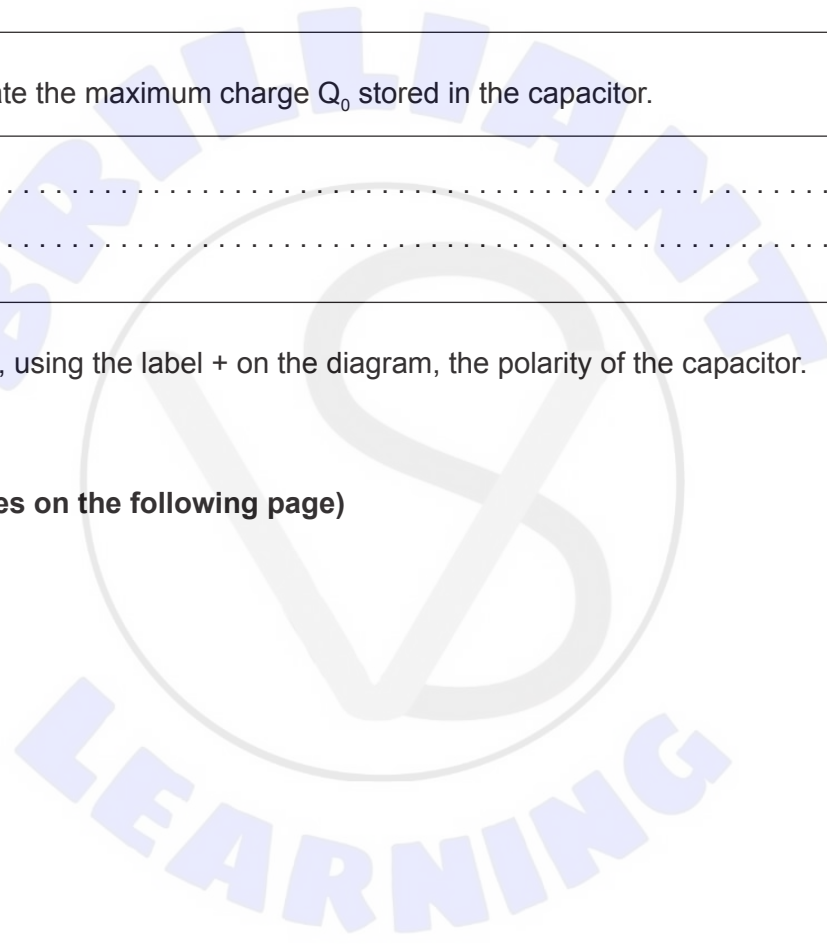 ate the maximum charge Q₀ stored in the capacitor.
, using the label + on the diagram, the polarity of the capacitor.
es on the following page)
BRILLIANT
VS
LEARNING